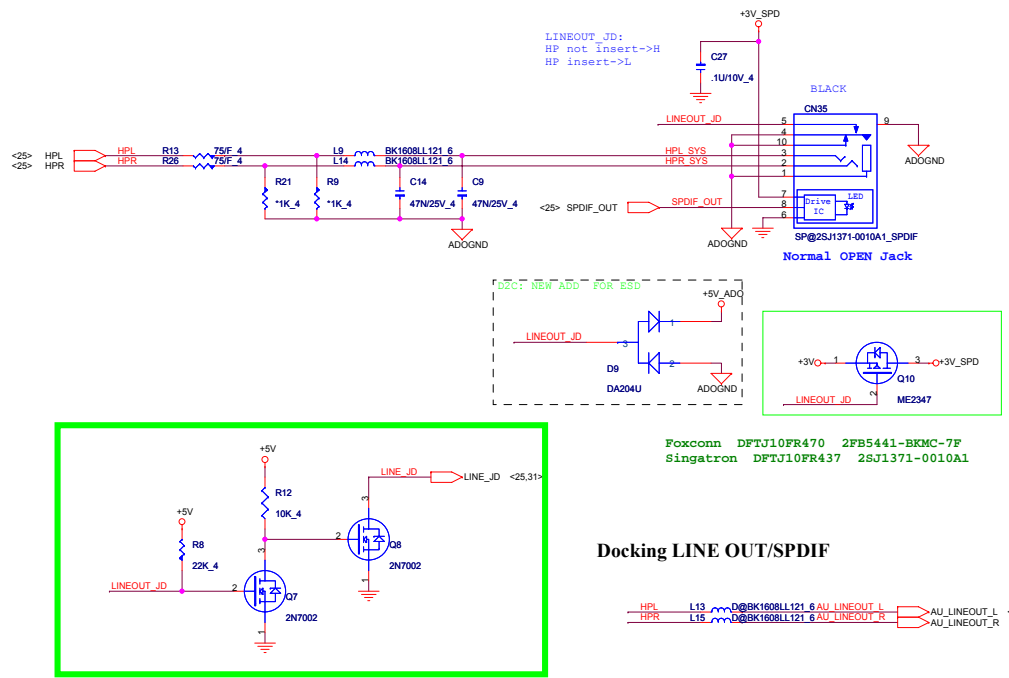 +3V_SPD
LINEOUT_JD:
HP not insert->H
HP insert->L
C27
.1U/10V_4
BLACK
CN35
LINEOUT_JD 5 9
4
10
<25> HPL HPL R13 75/F_4 L9 BK1608LL121_6 HPL_SYS 3
<25> HPR HPR R26 75/F_4 L14 BK1608LL121_6 HPR_SYS 2
ADOGND
1
R21
*1K_4
R9
*1K_4
C14
47N/25V_4
C9
47N/25V_4
ADOGND
<25> SPDIF_OUT SPDIF_OUT
7
8
6
Drive
IC
LED
ADOGND
SP@2SJ1371-0010A1_SPDIF
Normal OPEN Jack
DZC: NEW ADD FOR ESD
+5V_ADO
LINEOUT_JD 3
1
2
D9
DA204U
ADOGND
+3V 1 3 +3V_SPD
Q10
2
LINEOUT_JD
ME2347
Foxconn DFTJ10FR470 2FB5441-BKMC-7F
Singatron DFTJ10FR437 2SJ1371-0010A1
+5V
R12
10K_4
LINE_JD LINE_JD <25,31>
3
2
Q8
2N7002
1
+5V
R8
22K_4
LINEOUT_JD
3
2
Q7
2N7002
1
Docking LINE OUT/SPDIF
HPL L13 D@BK1608LL121_6 AU_LINEOUT_L AU_LINEOUT_L
HPR L15 D@BK1608LL121_6 AU_LINEOUT_R AU_LINEOUT_R